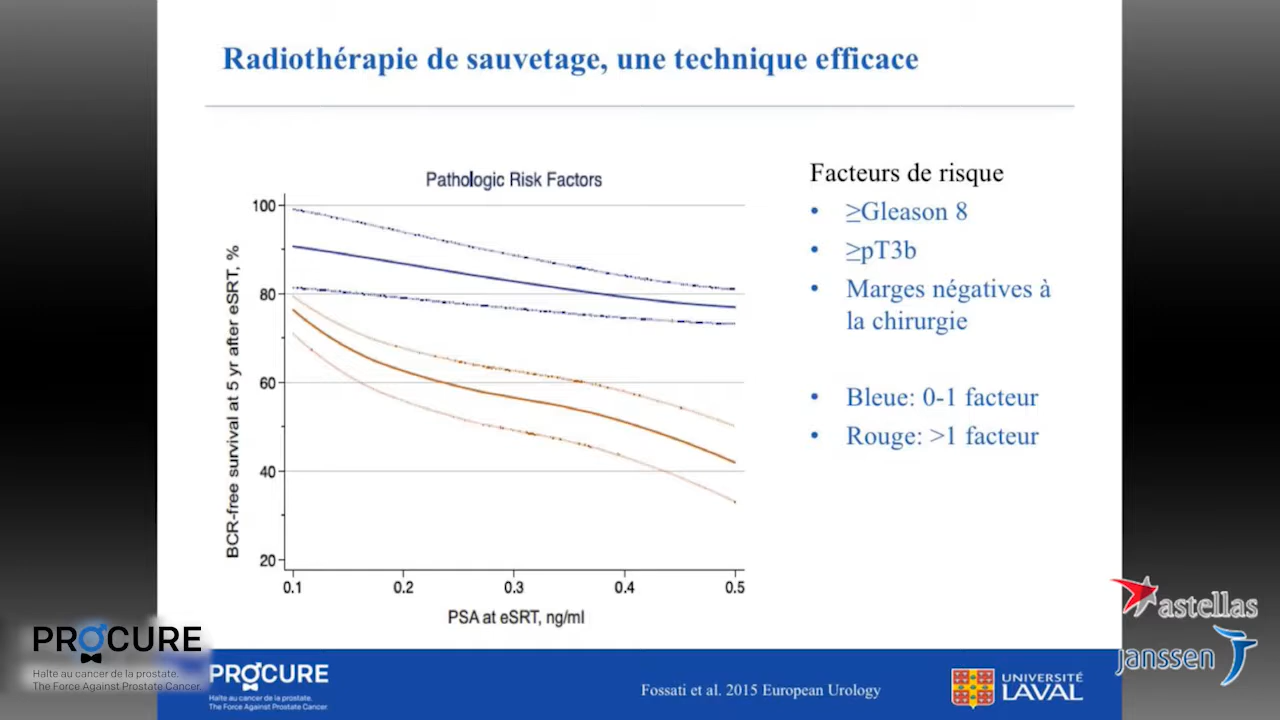 Radiothérapie de sauvetage, une technique efficace
Pathologic Risk Factors
100
80
60
40
20
BCR-free survival at 5 yr after eSRT, %
0.1 0.2 0.3 0.4 0.5
PSA at eSRT, ng/ml
Facteurs de risque
• ≥Gleason 8
• ≥pT3b
• Marges négatives à
la chirurgie
• Bleue: 0-1 facteur
• Rouge: >1 facteur
astellas
janssen
PROCURE
Halte au cancer de la prostate.
The Force Against Prostate Cancer.
PROCURE
Halte au cancer de la prostate.
The Force Against Prostate Cancer.
Fossati et al. 2015 European Urology
UNIVERSITÉ
LAVAL